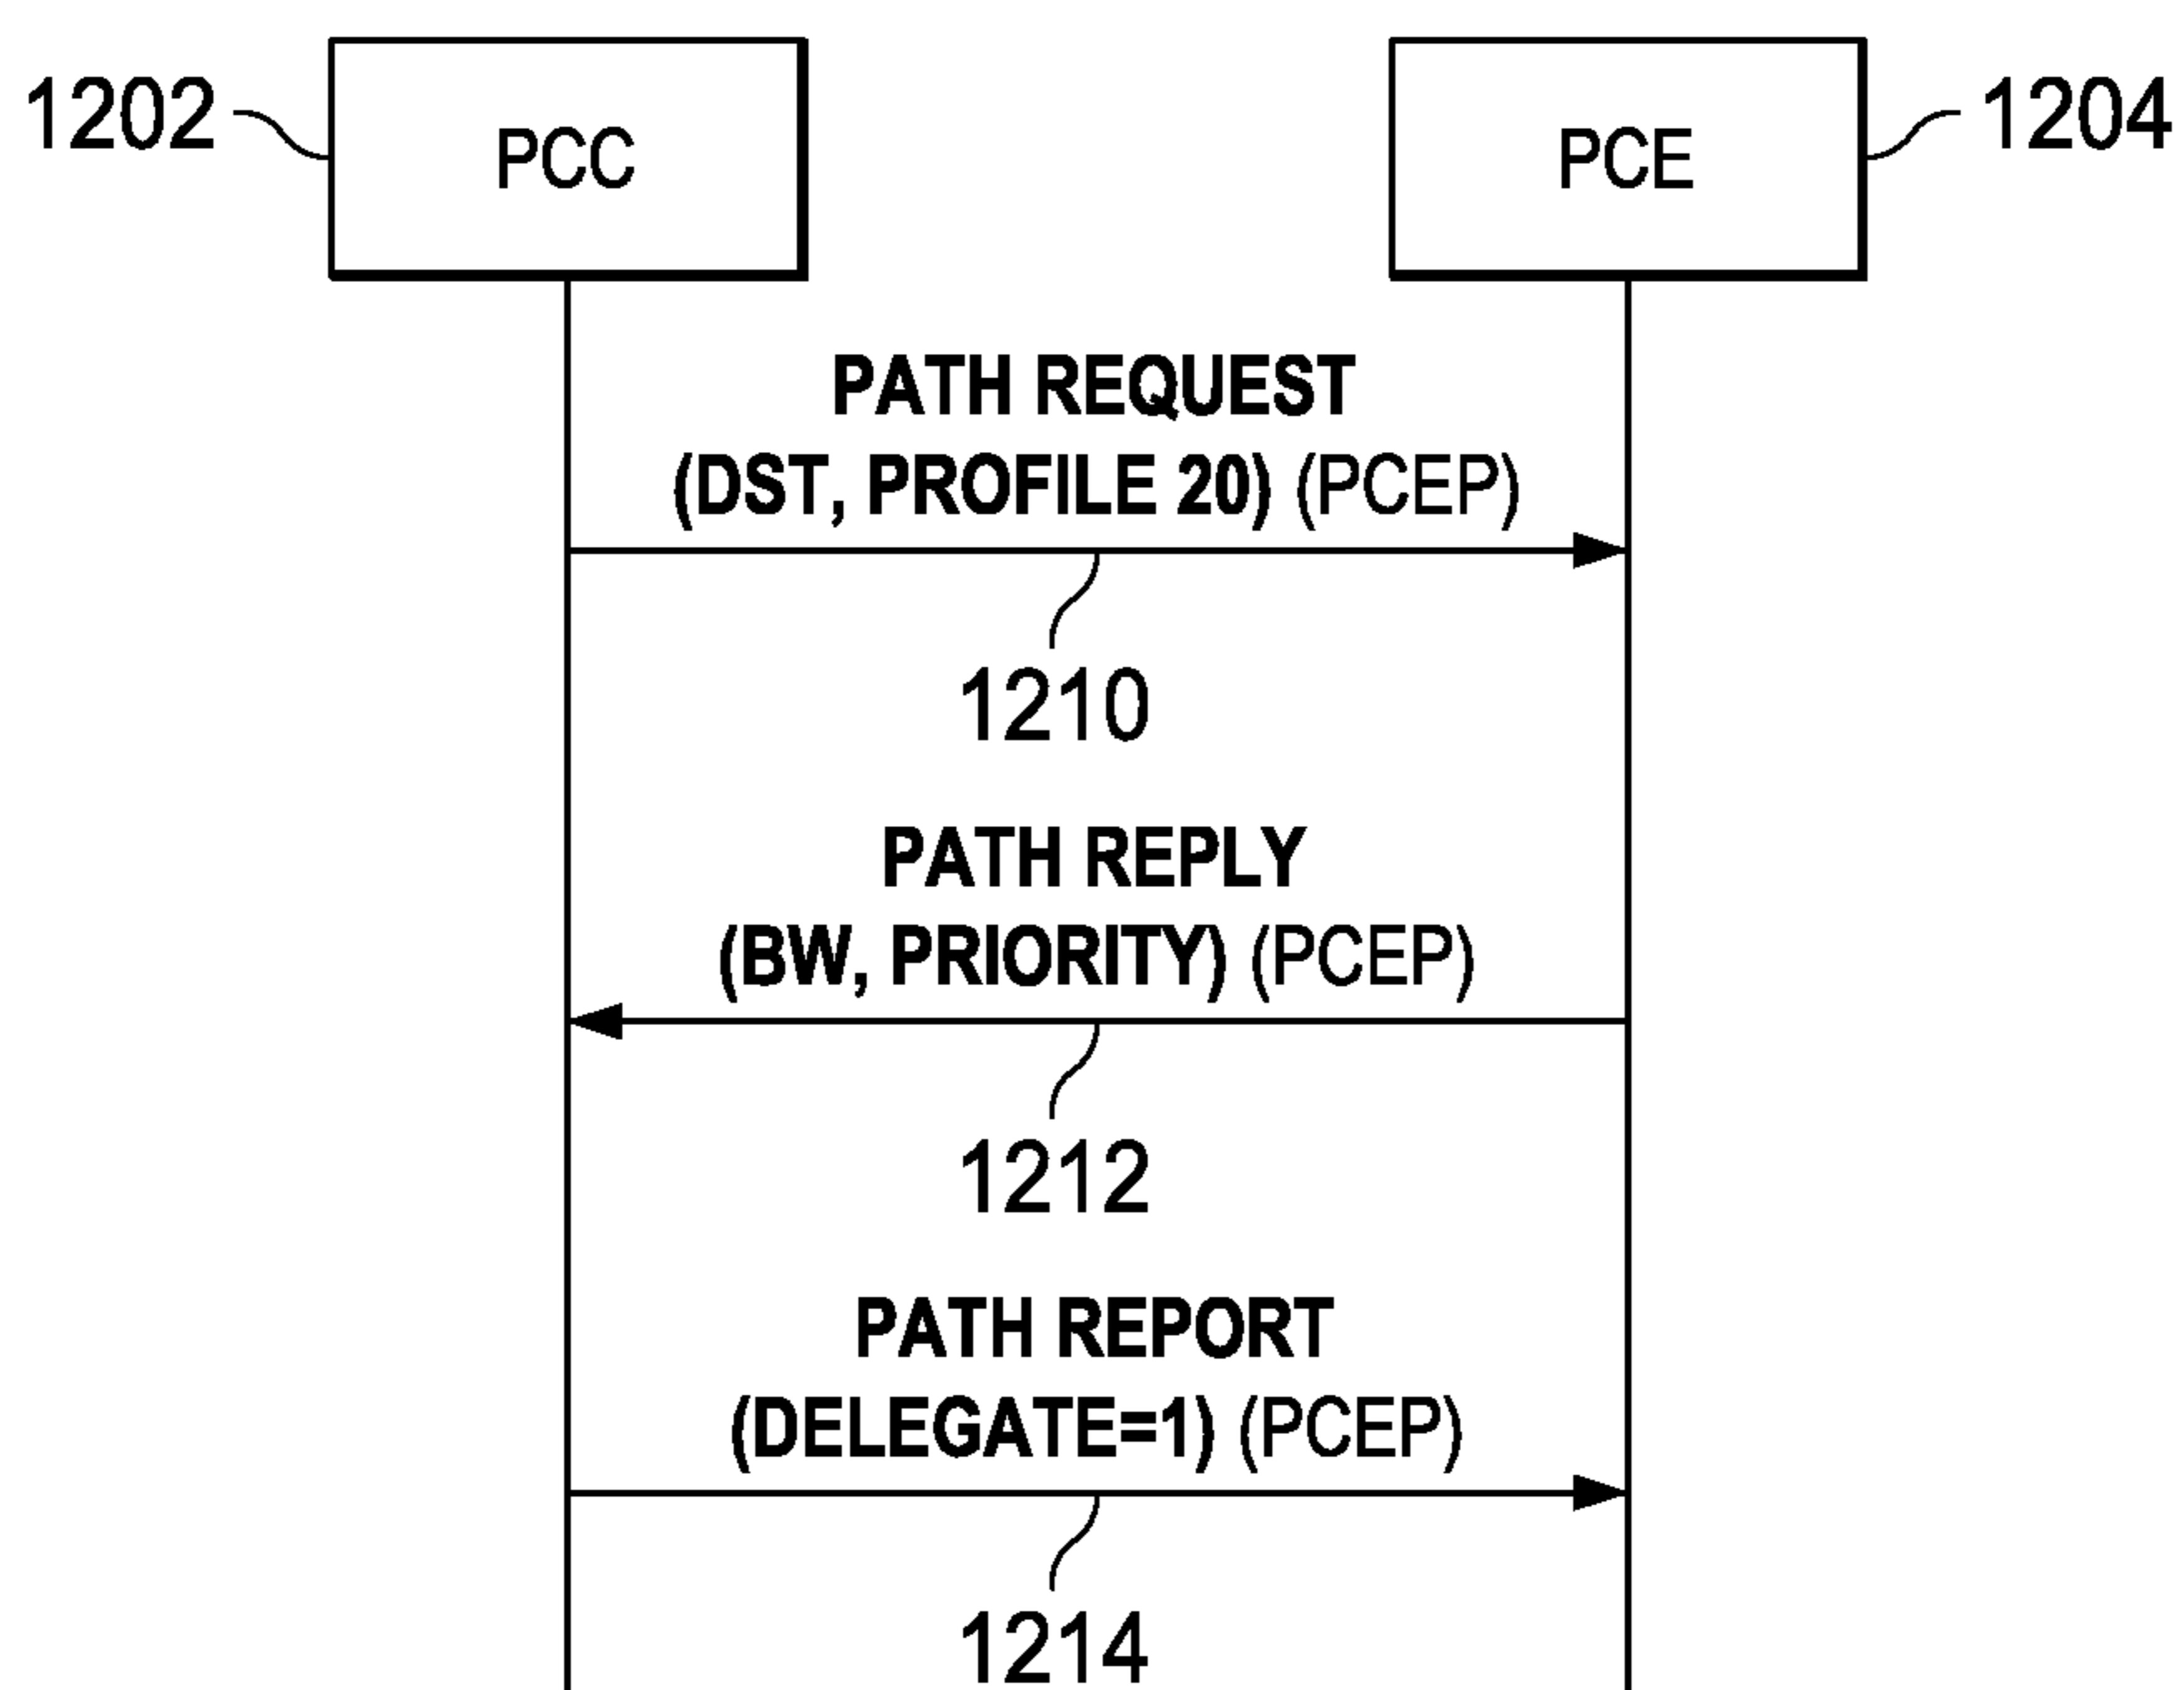 1202
PCC
PCE
1204
PATH REQUEST
(DST, PROFILE 20) (PCEP)
1210
PATH REPLY
(BW, PRIORITY) (PCEP)
1212
PATH REPORT
(DELEGATE=1) (PCEP)
1214